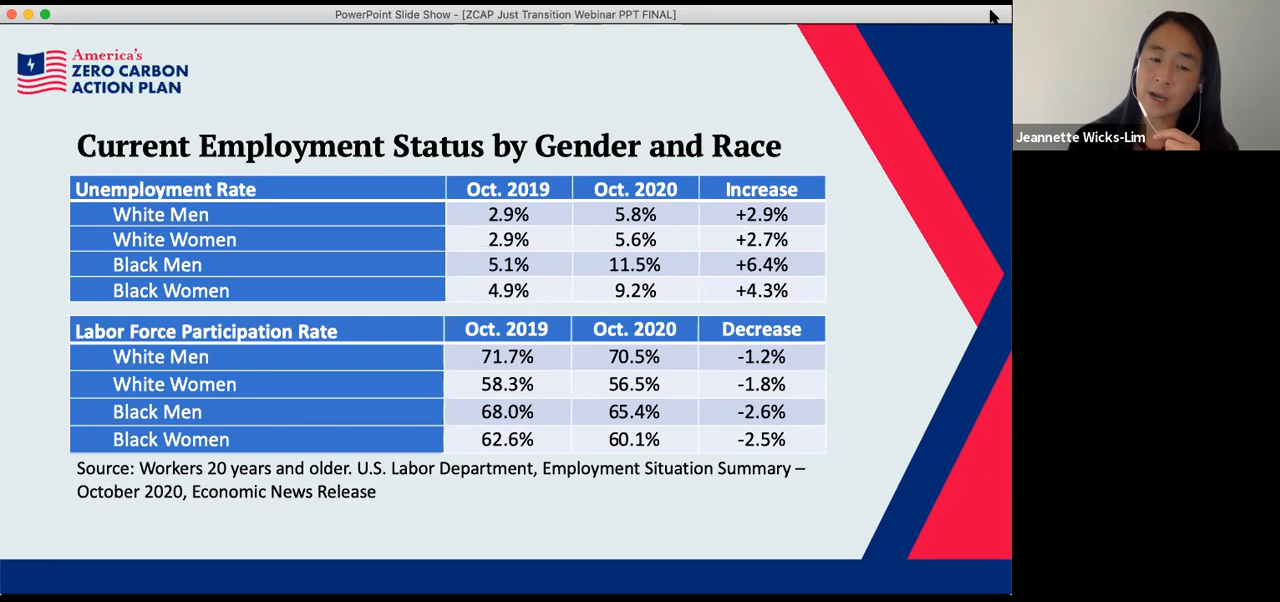 PowerPoint Slide Show - [ZCAP Just Transition Webinar PPT FINAL]
America's
ZERO CARBON
ACTION PLAN
Current Employment Status by Gender and Race
Unemployment Rate Oct. 2019 Oct. 2020 Increase
White Men 2.9% 5.8% +2.9%
White Women 2.9% 5.6% +2.7%
Black Men 5.1% 11.5% +6.4%
Black Women 4.9% 9.2% +4.3%
Labor Force Participation Rate Oct. 2019 Oct. 2020 Decrease
White Men 71.7% 70.5% -1.2%
White Women 58.3% 56.5% -1.8%
Black Men 68.0% 65.4% -2.6%
Black Women 62.6% 60.1% -2.5%
Source: Workers 20 years and older. U.S. Labor Department, Employment Situation Summary –
October 2020, Economic News Release
Jeannette Wicks-Lim